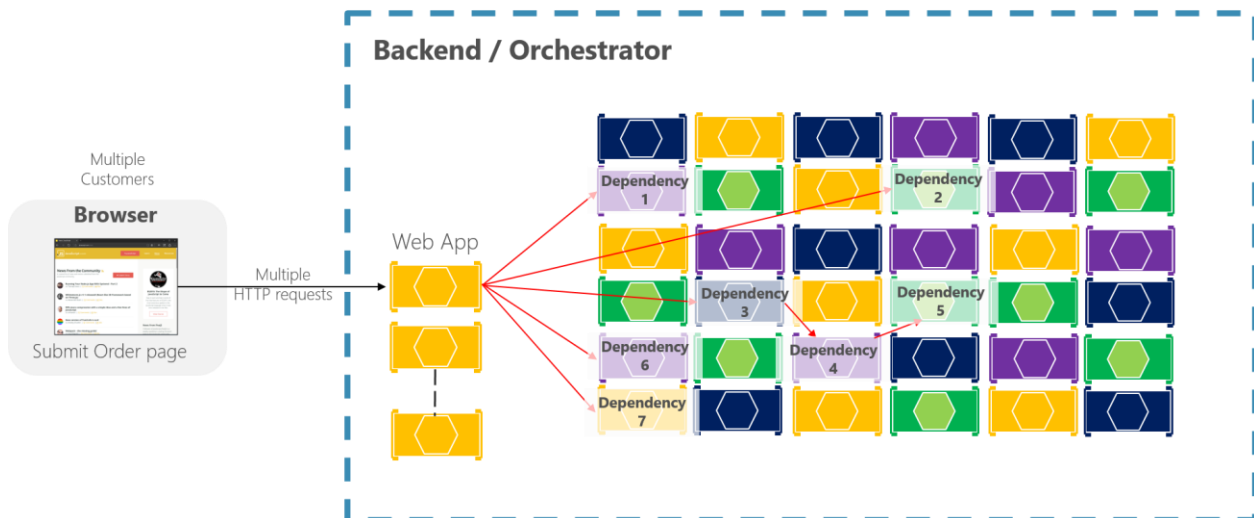 Backend / Orchestrator
Multiple
Customers
Browser
Submit Order page
Multiple
HTTP requests
Web App
Dependency
1
Dependency
2
Dependency
3
Dependency
4
Dependency
5
Dependency
6
Dependency
7